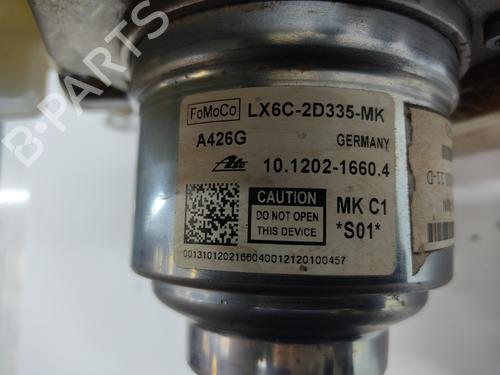 FoMoCo LX6C-2D335-MK
A426G GERMANY
Ate 10.1202-1660.4
CAUTION
DO NOT OPEN
THIS DEVICE
MK C1
*S01*
0013101202166040012120100457
B-PARTS